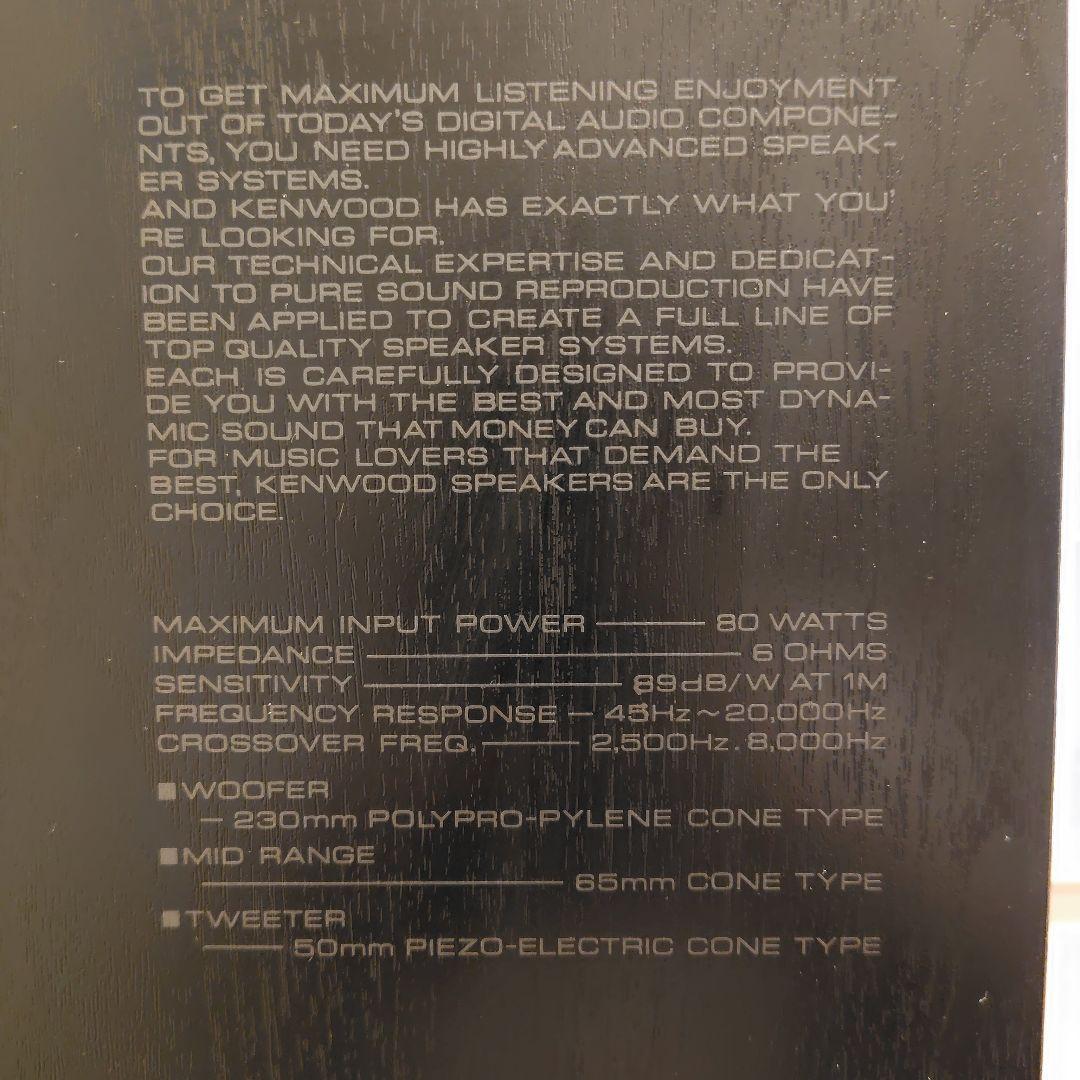 TO GET MAXIMUM LISTENING ENJOYMENT
OUT OF TODAY'S DIGITAL AUDIO COMPONE-
NTS, YOU NEED HIGHLY ADVANCED SPEAK-
ER SYSTEMS.
AND KENWOOD HAS EXACTLY WHAT YOU'
RE LOOKING FOR.
OUR TECHNICAL EXPERTISE AND DEDICAT-
ION TO PURE SOUND REPRODUCTION HAVE
BEEN APPLIED TO CREATE A FULL LINE OF
TOP QUALITY SPEAKER SYSTEMS.
EACH IS CAREFULLY DESIGNED TO PROVI-
DE YOU WITH THE BEST AND MOST DYNA-
MIC SOUND THAT MONEY CAN BUY.
FOR MUSIC LOVERS THAT DEMAND THE
BEST, KENWOOD SPEAKERS ARE THE ONLY
CHOICE.
MAXIMUM INPUT POWER — 80 WATTS
IMPEDANCE — 6 OHMS
SENSITIVITY — 89dB/W AT 1M
FREQUENCY RESPONSE — 45Hz~20,000Hz
CROSSOVER FREQ. — 2,500Hz. 8,000Hz
■WOOFER
— 230mm POLYPRO-PYLENE CONE TYPE
■MID RANGE
— 65mm CONE TYPE
■TWEETER
— 50mm PIEZO-ELECTRIC CONE TYPE